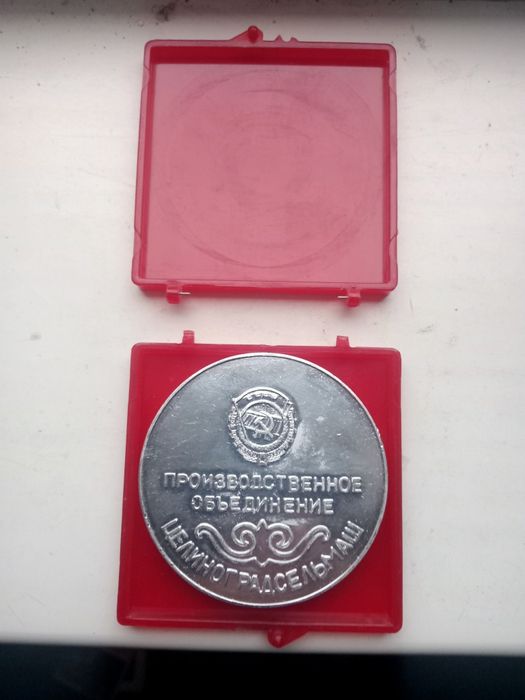 ПРОИЗВОДСТВЕННОЕ
ОБЪЕДИНЕНИЕ
ЦЕЛИНОГРАДСЕЛЬМАШ